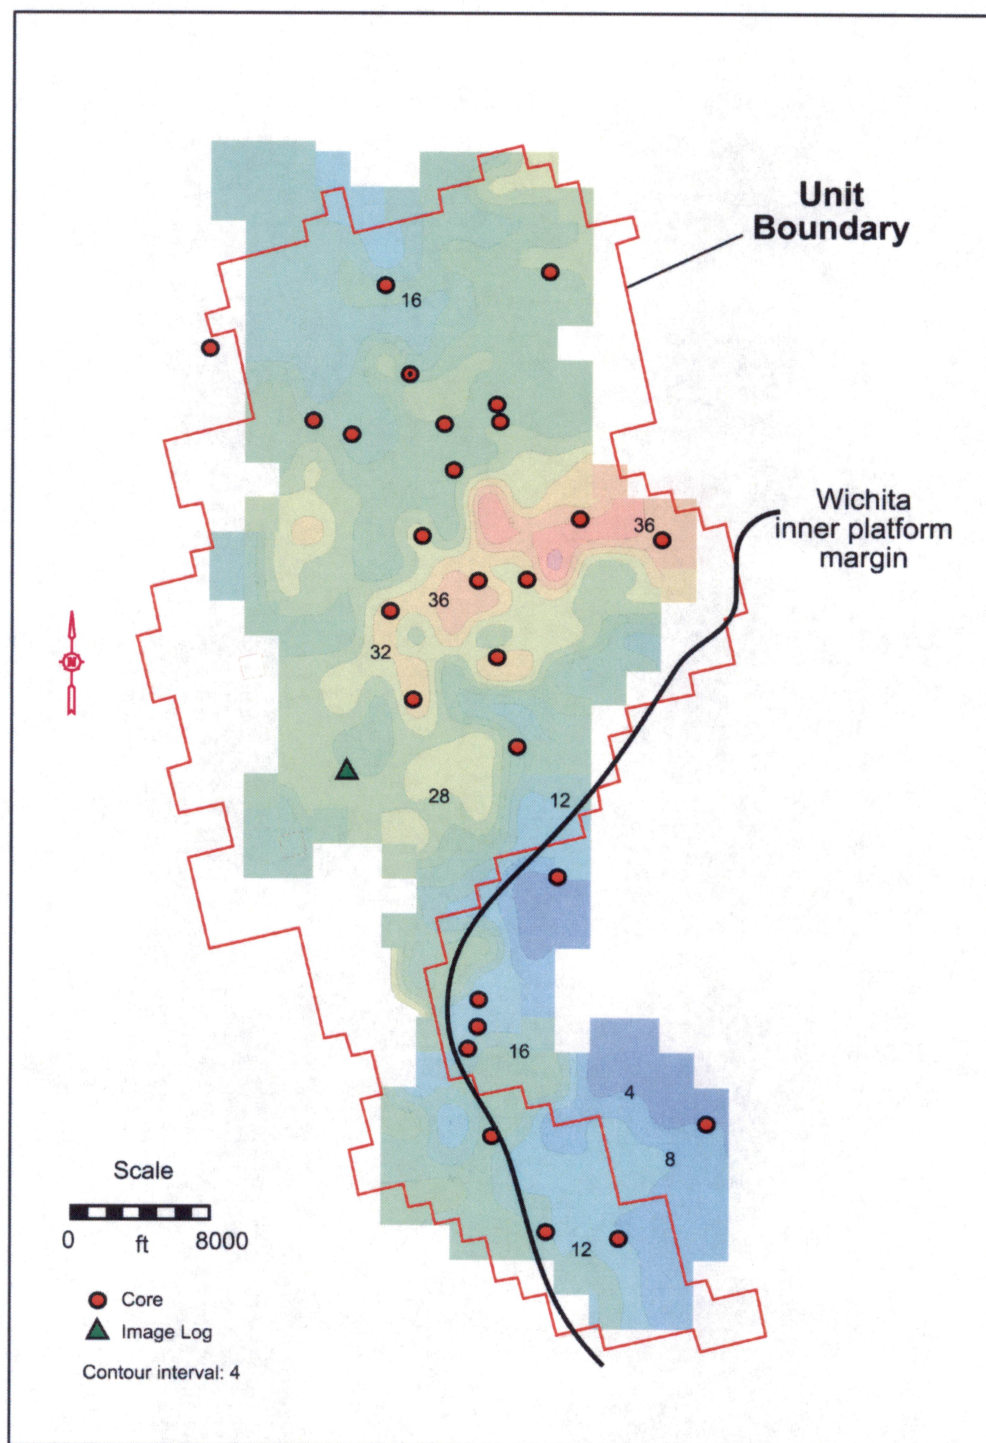 Unit
Boundary
16
Wichita
inner platform
margin
36
36
32
28
12
16
4
8
12
Scale
0 ft 8000
Core
Image Log
Contour interval: 4